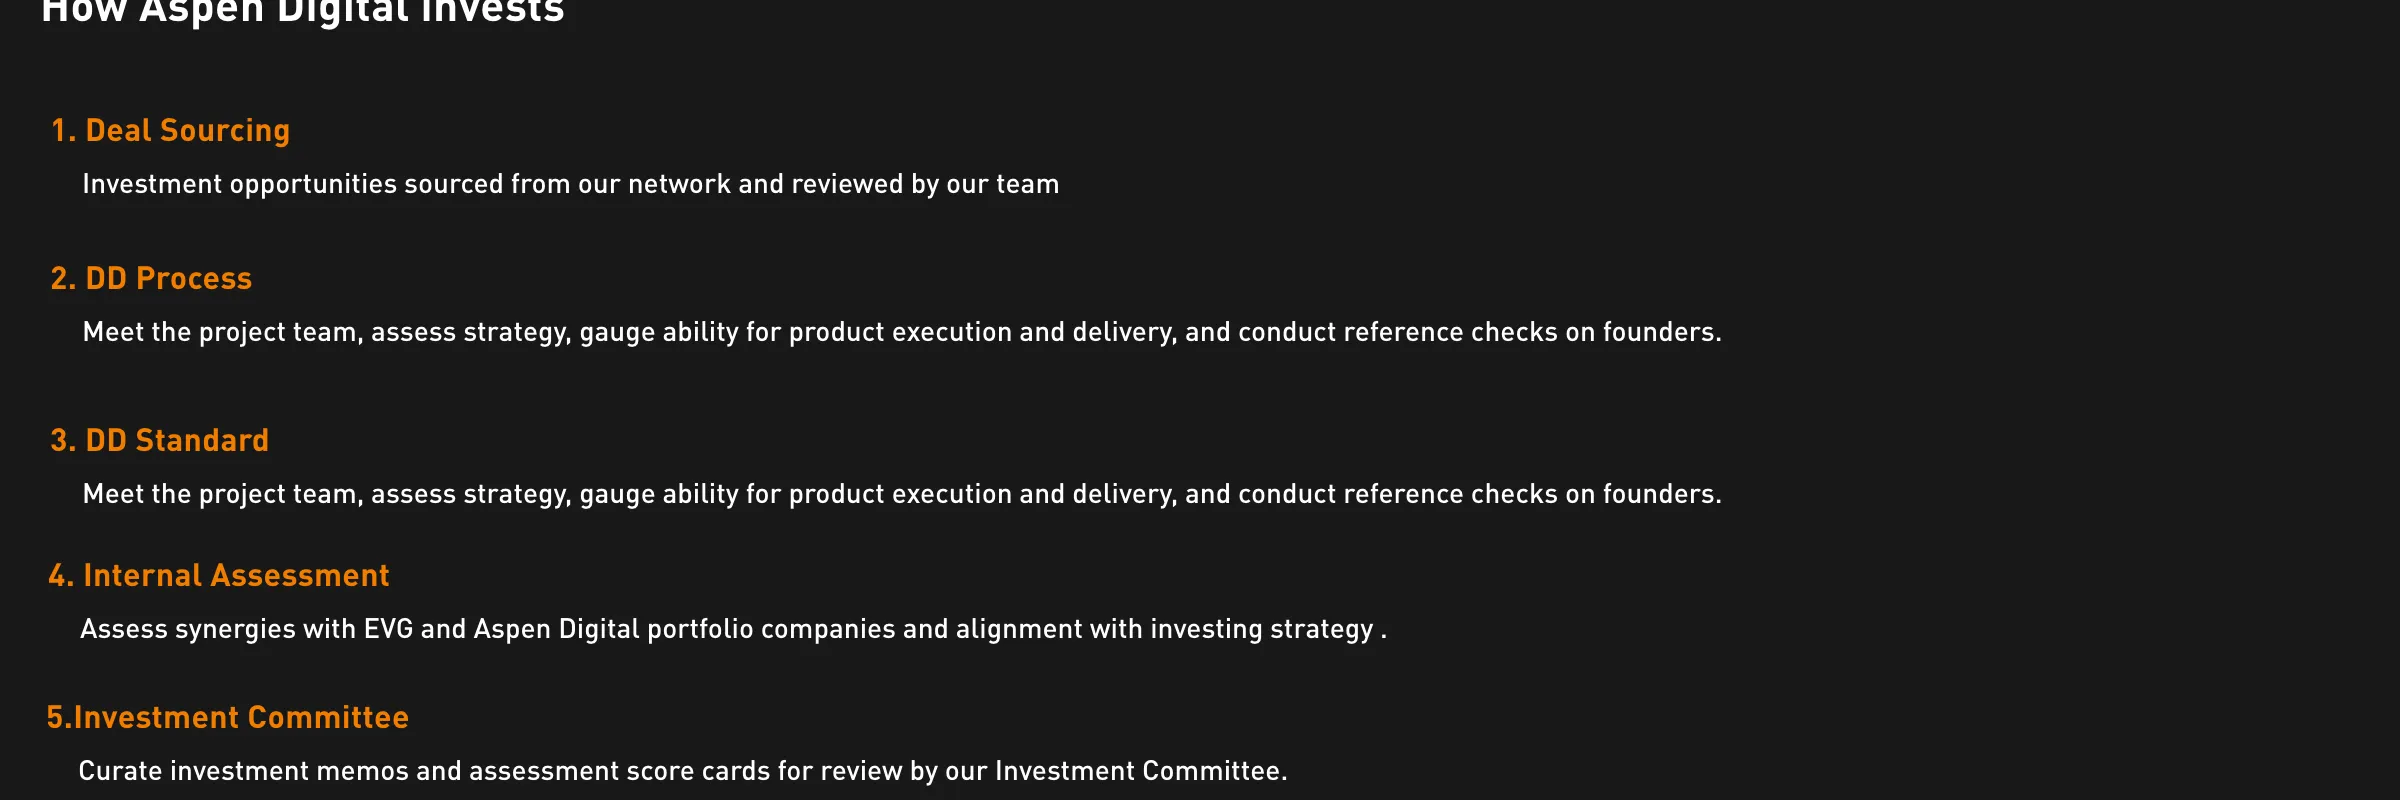 How Aspen Digital Invests
1. Deal Sourcing
Investment opportunities sourced from our network and reviewed by our team
2. DD Process
Meet the project team, assess strategy, gauge ability for product execution and delivery, and conduct reference checks on founders.
3. DD Standard
Meet the project team, assess strategy, gauge ability for product execution and delivery, and conduct reference checks on founders.
4. Internal Assessment
Assess synergies with EVG and Aspen Digital portfolio companies and alignment with investing strategy .
5.Investment Committee
Curate investment memos and assessment score cards for review by our Investment Committee.